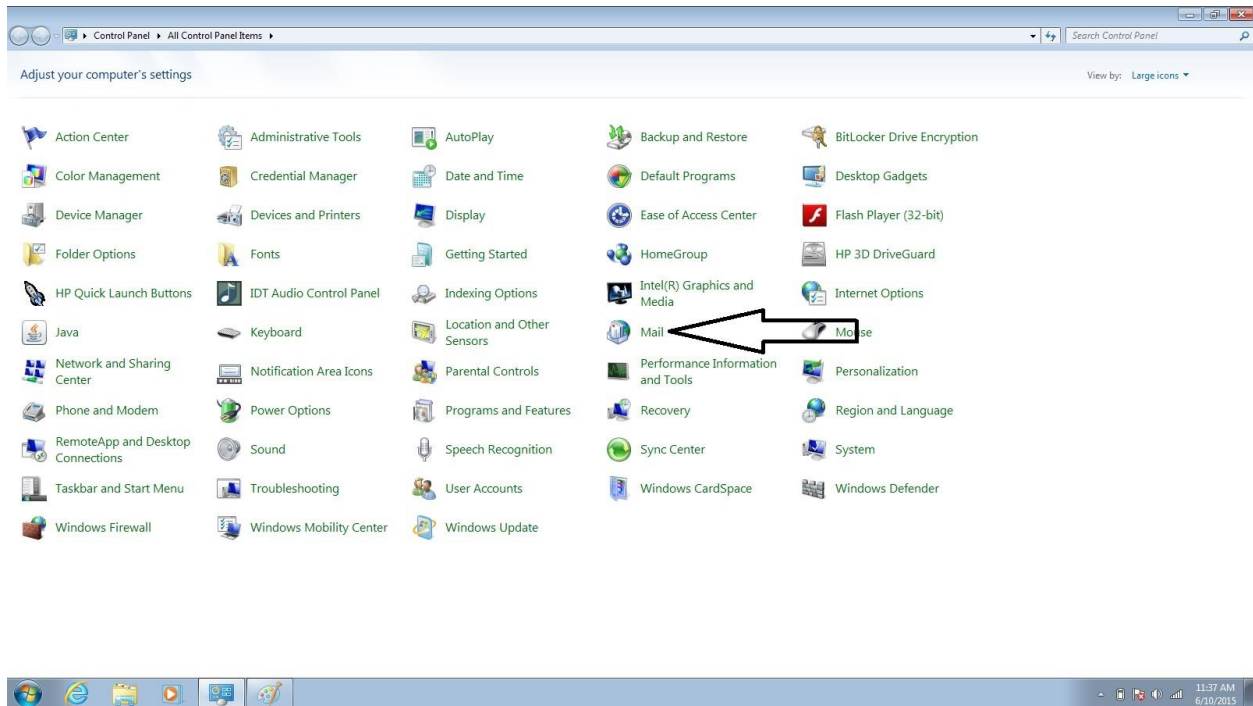 Control Panel ▸ All Control Panel Items ▸
Search Control Panel
Adjust your computer's settings
View by: Large icons
Action Center
Administrative Tools
AutoPlay
Backup and Restore
BitLocker Drive Encryption
Color Management
Credential Manager
Date and Time
Default Programs
Desktop Gadgets
Device Manager
Devices and Printers
Display
Ease of Access Center
Flash Player (32-bit)
Folder Options
Fonts
Getting Started
HomeGroup
HP 3D DriveGuard
HP Quick Launch Buttons
IDT Audio Control Panel
Indexing Options
Intel(R) Graphics and
Media
Internet Options
Java
Keyboard
Location and Other
Sensors
Mail
Mouse
Network and Sharing
Center
Notification Area Icons
Parental Controls
Performance Information
and Tools
Personalization
Phone and Modem
Power Options
Programs and Features
Recovery
Region and Language
RemoteApp and Desktop
Connections
Sound
Speech Recognition
Sync Center
System
Taskbar and Start Menu
Troubleshooting
User Accounts
Windows CardSpace
Windows Defender
Windows Firewall
Windows Mobility Center
Windows Update
11:37 AM
6/10/2015